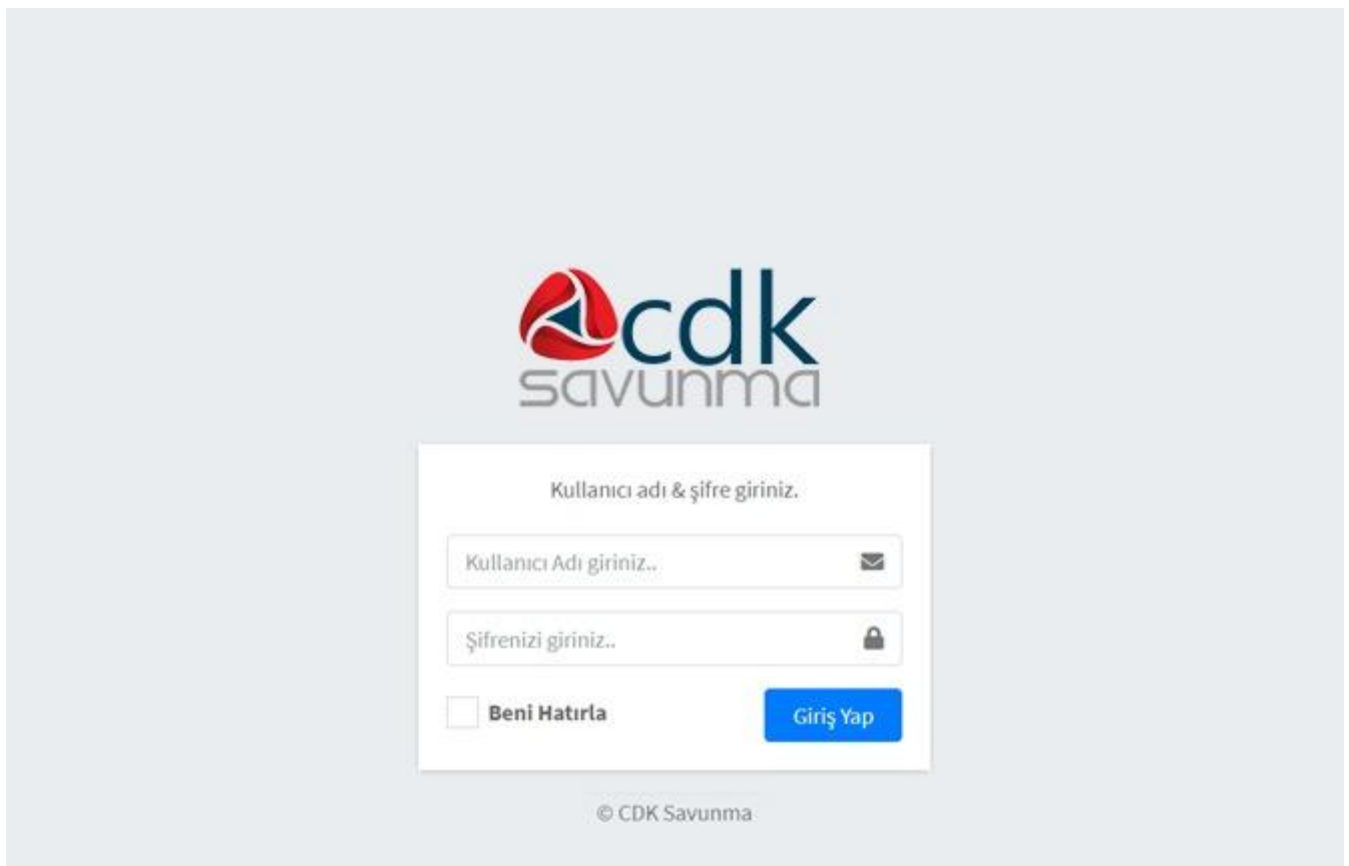 cdk
savunma
Kullanıcı adı & şifre giriniz.
Kullanıcı Adı giriniz..
Şifrenizi giriniz..
Beni Hatırla
Giriş Yap
© CDK Savunma